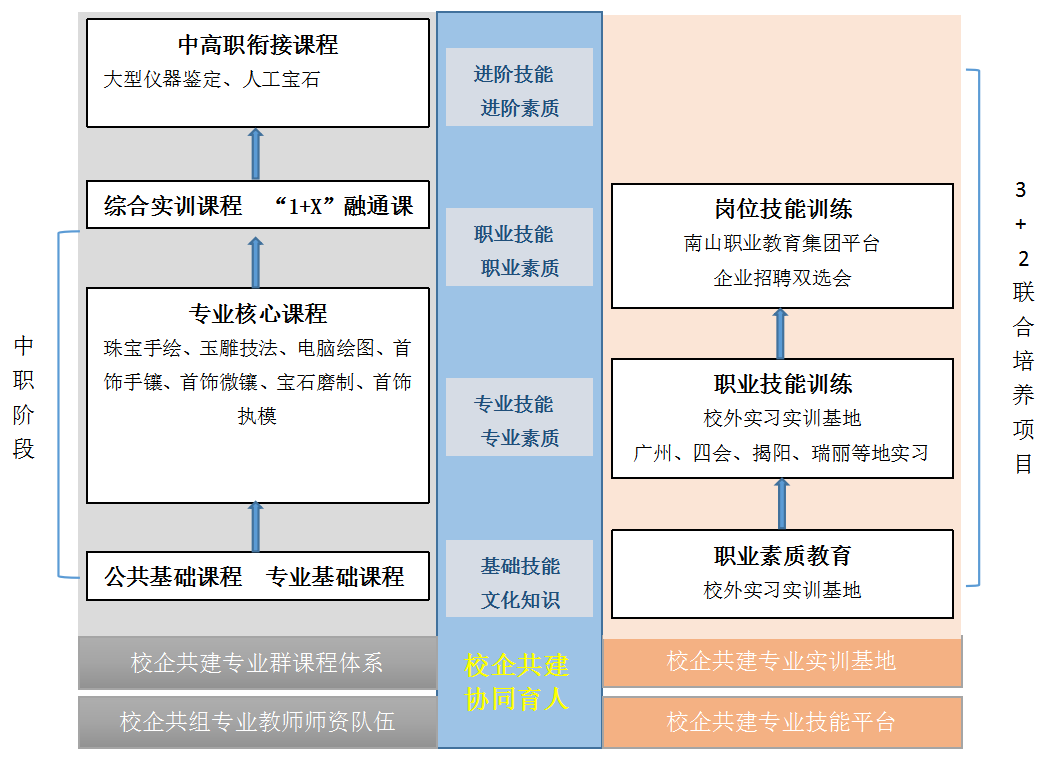 中高职衔接课程
大型仪器鉴定、人工宝石
综合实训课程 “1+X”融通课
专业核心课程
珠宝手绘、玉雕技法、电脑绘图、首
饰手镶、首饰微镶、宝石磨制、首饰
执模
公共基础课程 专业基础课程
中
职
阶
段
进阶技能
进阶素质
职业技能
职业素质
专业技能
专业素质
基础技能
文化知识
岗位技能训练
南山职业教育集团平台
企业招聘双选会
职业技能训练
校外实习实训基地
广州、四会、揭阳、瑞丽等地实习
职业素质教育
校外实习实训基地
3
+
2
联
合
培
养
项
目
校企共建专业群课程体系
校企共组专业教师师资队伍
校企共建
协同育人
校企共建专业实训基地
校企共建专业技能平台